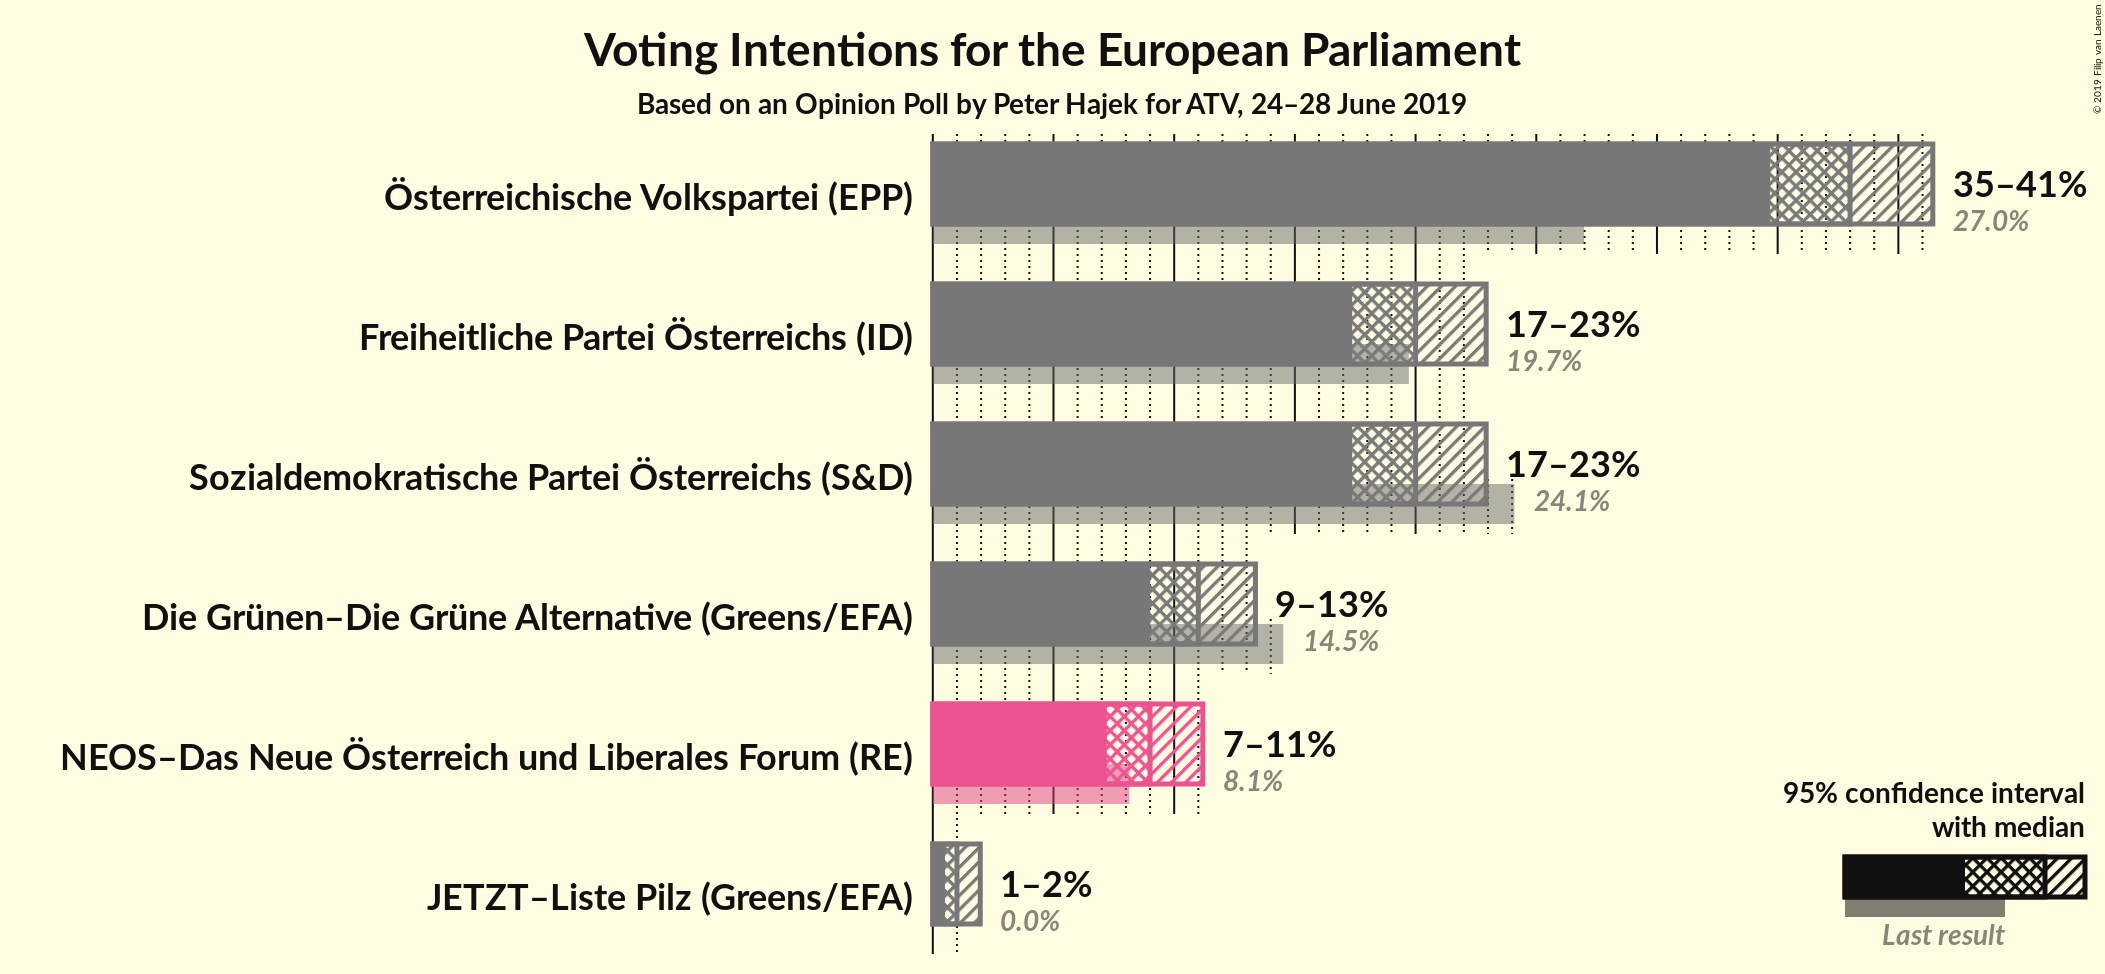 Voting Intentions for the European Parliament
Based on an Opinion Poll by Peter Hajek for ATV, 24–28 June 2019
© 2019 Filip van Laenen
Österreichische Volkspartei (EPP)
35–41%
27.0%
Freiheitliche Partei Österreichs (ID)
17–23%
19.7%
Sozialdemokratische Partei Österreichs (S&D)
17–23%
24.1%
Die Grünen–Die Grüne Alternative (Greens/EFA)
9–13%
14.5%
NEOS–Das Neue Österreich und Liberales Forum (RE)
7–11%
8.1%
JETZT–Liste Pilz (Greens/EFA)
1–2%
0.0%
95% confidence interval
with median
Last result